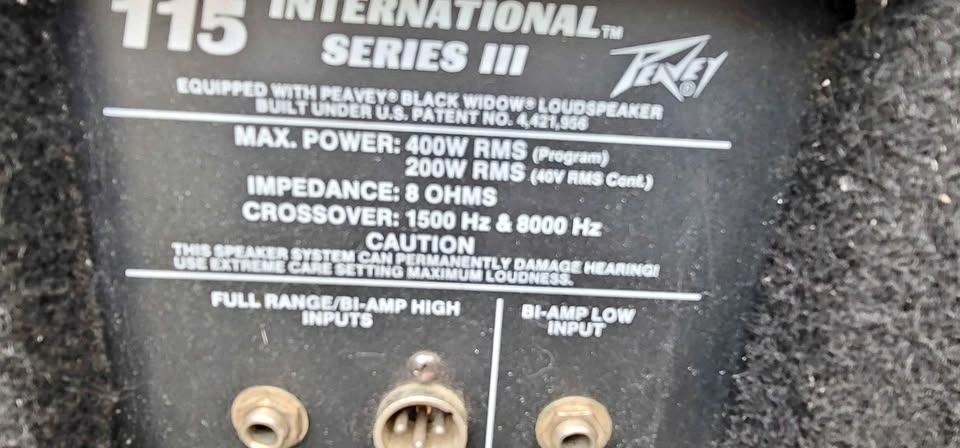 115 INTERNATIONAL™
SERIES III
PEAVEY®
EQUIPPED WITH PEAVEY® BLACK WIDOW® LOUDSPEAKER
BUILT UNDER U.S. PATENT NO. 4,421,956
MAX. POWER: 400W RMS (Program)
200W RMS (40V RMS Cont.)
IMPEDANCE: 8 OHMS
CROSSOVER: 1500 Hz & 8000 Hz
CAUTION
THIS SPEAKER SYSTEM CAN PERMANENTLY DAMAGE HEARING!
USE EXTREME CARE SETTING MAXIMUM LOUDNESS.
FULL RANGE/BI-AMP HIGH
INPUTS
BI-AMP LOW
INPUT